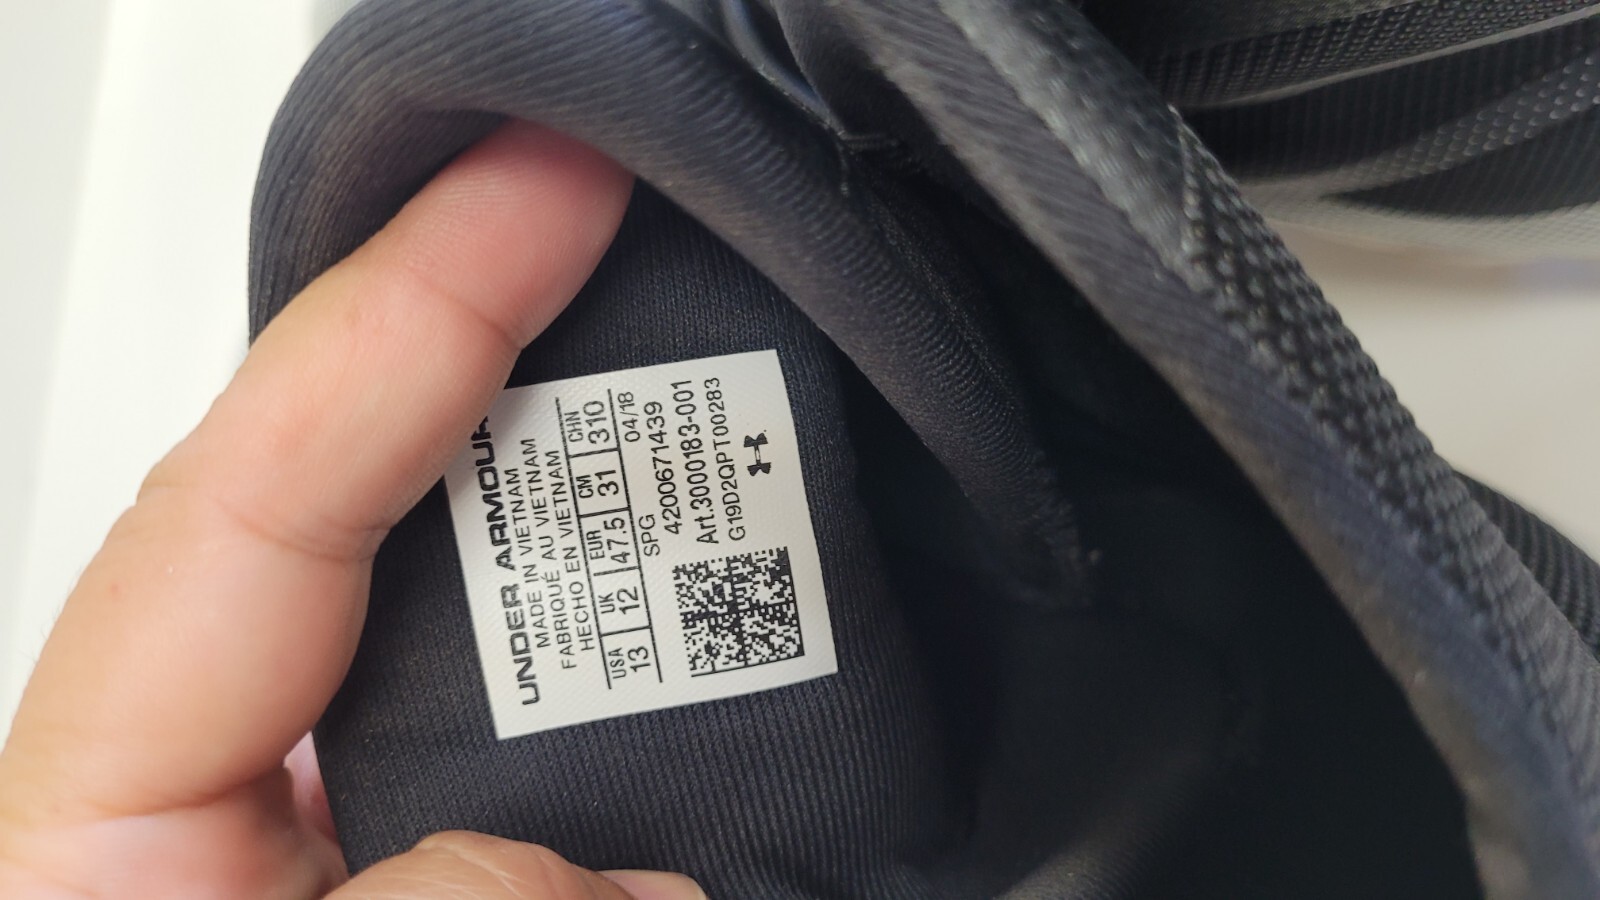 UNDER ARMOUR
MADE IN VIETNAM
FABRIQUÉ AU VIETNAM
HECHO EN VIETNAM
USA UK EUR CM CHN
13 12 47.5 31 310
SPG 04/18
4200671439
Art.3000183-001
G19D2QPT00283